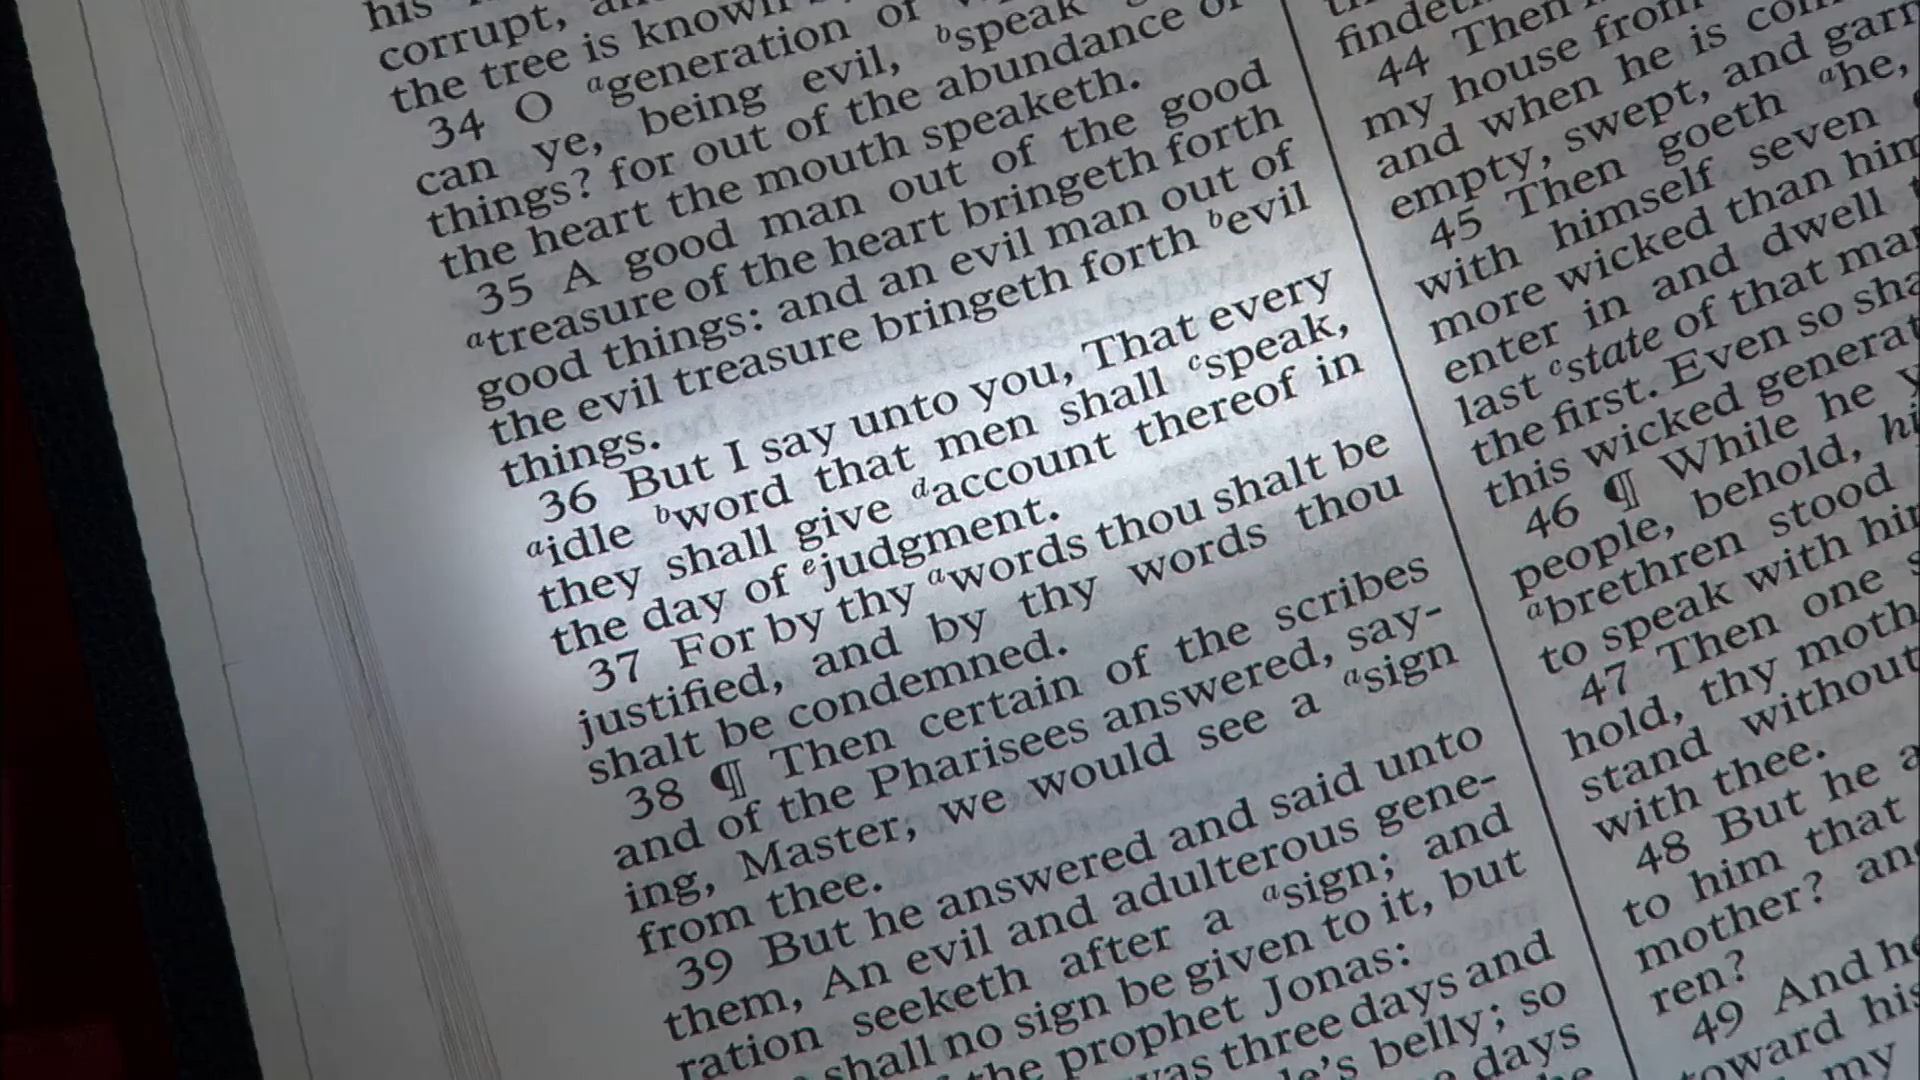 his
corrupt,
the tree is known
34 O ᵃgeneration of
can ye, being evil, ᵇspeak
things? for out of the abundance of
the heart the mouth speaketh.
35 A good man out of the good
ᵃtreasure of the heart bringeth forth
good things: and an evil man out of
the evil treasure bringeth forth ᵇevil
things.
36 But I say unto you, That every
ᵃidle ᵇword that men shall ᶜspeak,
they shall give ᵈaccount thereof in
the day of ᵉjudgment.
37 For by thy ᵃwords thou shalt be
justified, and by thy words thou
shalt be condemned.
38 ¶ Then certain of the scribes
and of the Pharisees answered, say-
ing, Master, we would see a ᵃsign
from thee.
39 But he answered and said unto
them, An evil and adulterous gene-
ration seeketh after a ᵃsign; and
shall no sign be given to it, but
the prophet Jonas:
was three days and
belly; so
days
findeth
44 Then
my house from
and when he is
empty, swept, and
45 Then goeth ᵃhe,
with himself seven
more wicked than him
enter in and dwell
last ᶜstate of that
the first. Even so
this wicked
46 ¶ While he
people, behold,
ᵃbrethren stood
to speak with
47 Then one
hold, thy
stand without
with thee.
48 But he
to him that
mother?
ren?
49 And he
toward his
my